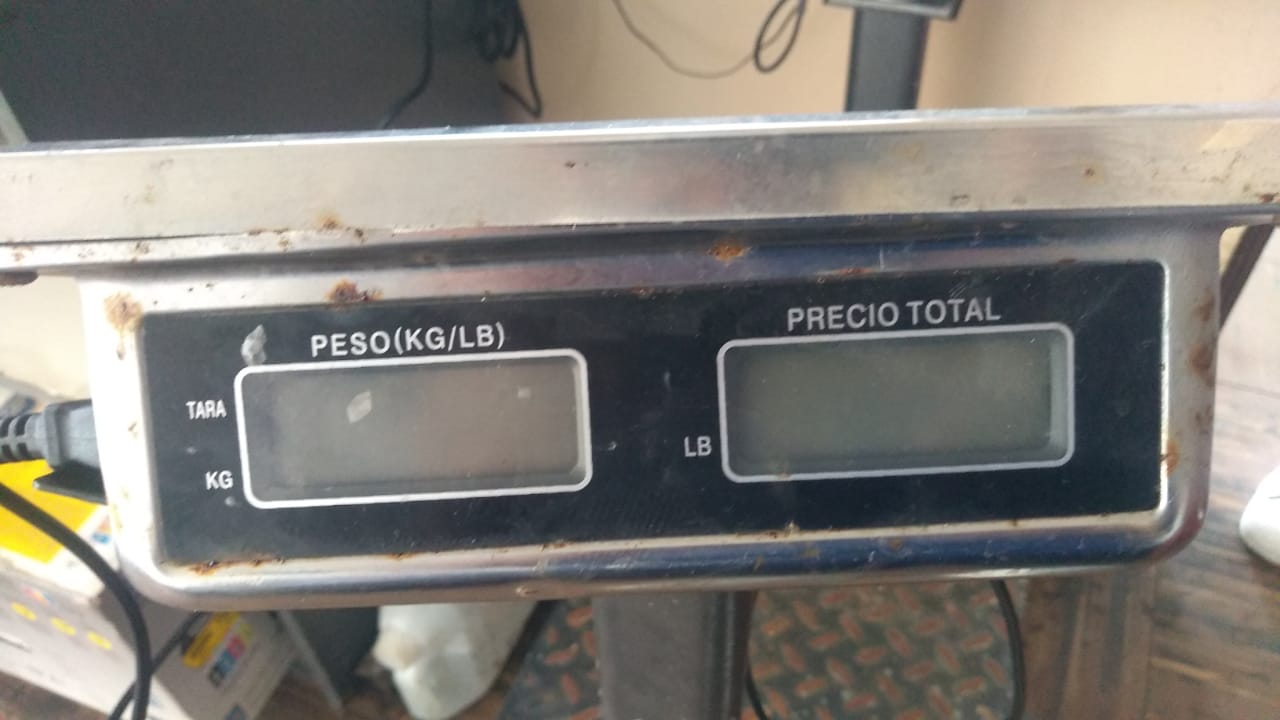 PESO(KG/LB)
PRECIO TOTAL
TARA
LB
KG